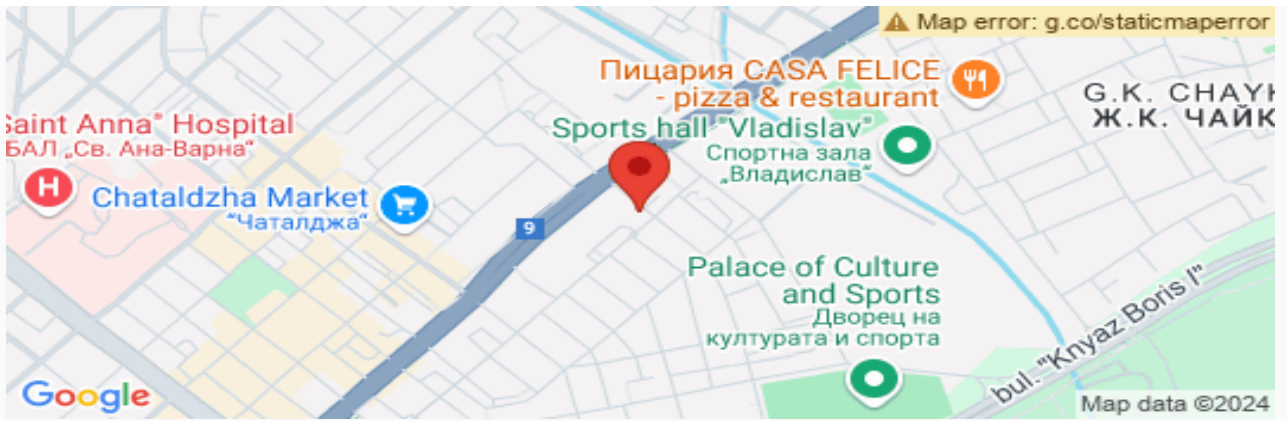 Map error: g.co/staticmaperror
Пицария CASA FELICE
- pizza & restaurant
G.K. CHAYK
Ж.К. ЧАЙК
Saint Anna" Hospital
БАЛ „Св. Ана-Варна“
Sports hall "Vladislav"
Спортна зала
„Владислав“
H
Chataldzha Market
“Чаталджа“
9
Palace of Culture
and Sports
Дворец на
културата и спорта
bul. "Knyaz Boris I"
Google
Map data ©2024